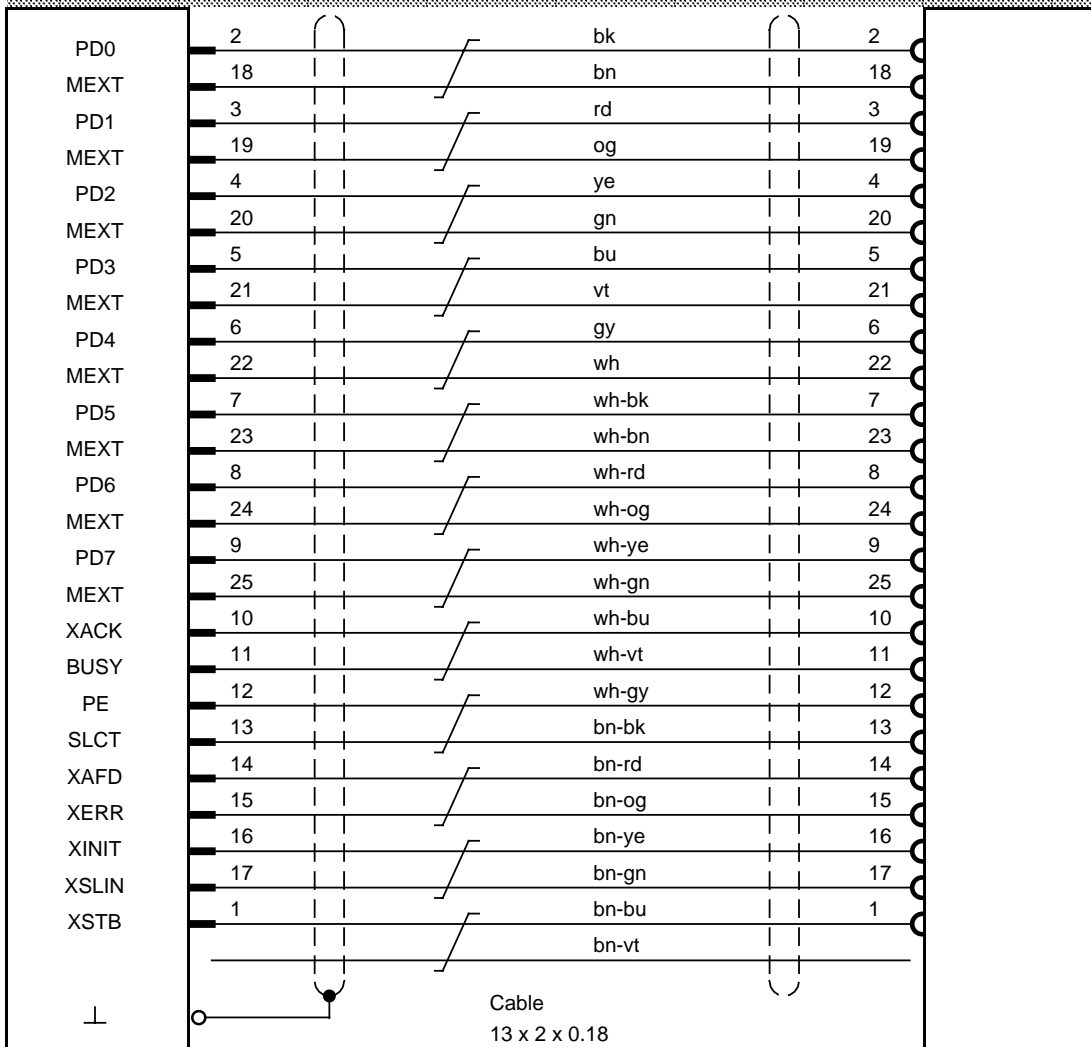 PD0 2 bk 2
MEXT 18 bn 18
PD1 3 rd 3
MEXT 19 og 19
PD2 4 ye 4
MEXT 20 gn 20
PD3 5 bu 5
MEXT 21 vt 21
PD4 6 gy 6
MEXT 22 wh 22
PD5 7 wh-bk 7
MEXT 23 wh-bn 23
PD6 8 wh-rd 8
MEXT 24 wh-og 24
PD7 9 wh-ye 9
MEXT 25 wh-gn 25
XACK 10 wh-bu 10
BUSY 11 wh-vt 11
PE 12 wh-gy 12
SLCT 13 bn-bk 13
XAFD 14 bn-rd 14
XERR 15 bn-og 15
XINIT 16 bn-ye 16
XSLIN 17 bn-gn 17
XSTB 1 bn-bu 1
bn-vt
Cable
13 x 2 x 0.18